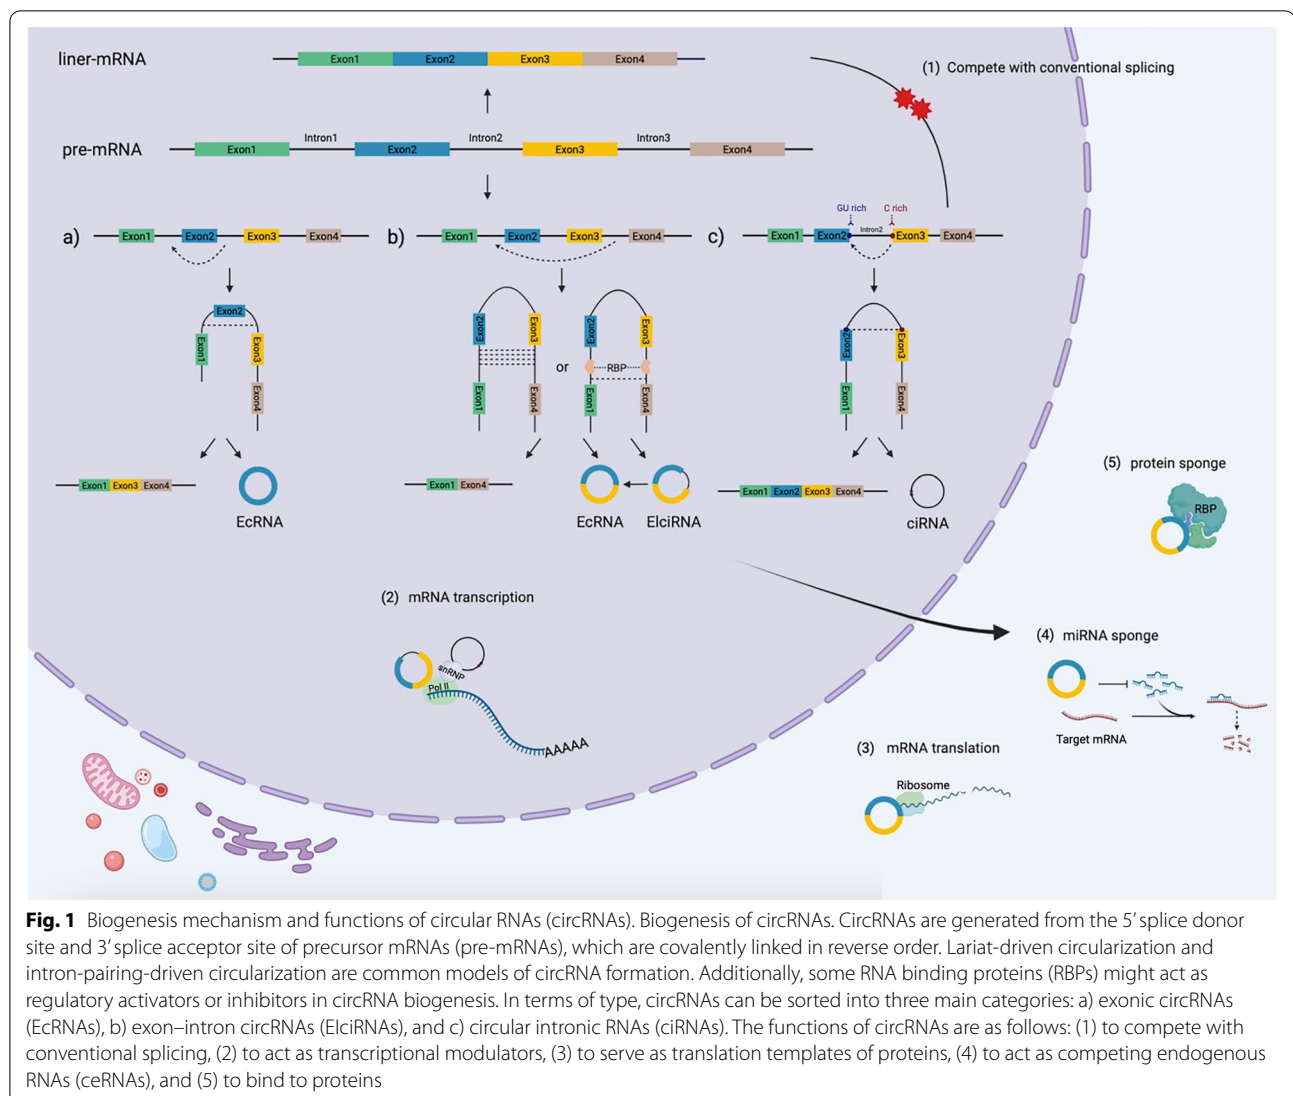 liner-mRNA
Exon1 Exon2 Exon3 Exon4
(1) Compete with conventional splicing
pre-mRNA
Intron1 Intron2 Intron3
Exon1 Exon2 Exon3 Exon4
a)
Exon1 Exon2 Exon3 Exon4
b)
Exon1 Exon2 Exon3 Exon4
c)
GU rich C rich
Exon1 Exon2 Intron2 Exon3 Exon4
Exon2
Exon1
Exon3
Exon4
Exon2 Exon3
Exon1 Exon4
or
Exon2 Exon3
RBP
Exon1 Exon4
Exon2 Exon3
Exon1 Exon4
Exon1 Exon3 Exon4
EcRNA
Exon1 Exon4
EcRNA
ElciRNA
Exon1 Exon2 Exon3 Exon4
ciRNA
(5) protein sponge
RBP
(2) mRNA transcription
snRNP
Pol II
AAAAA
(4) miRNA sponge
Target mRNA
(3) mRNA translation
Ribosome
Fig. 1 Biogenesis mechanism and functions of circular RNAs (circRNAs). Biogenesis of circRNAs. CircRNAs are generated from the 5′ splice donor
site and 3′ splice acceptor site of precursor mRNAs (pre-mRNAs), which are covalently linked in reverse order. Lariat-driven circularization and
intron-pairing-driven circularization are common models of circRNA formation. Additionally, some RNA binding proteins (RBPs) might act as
regulatory activators or inhibitors in circRNA biogenesis. In terms of type, circRNAs can be sorted into three main categories: a) exonic circRNAs
(EcRNAs), b) exon–intron circRNAs (ElciRNAs), and c) circular intronic RNAs (ciRNAs). The functions of circRNAs are as follows: (1) to compete with
conventional splicing, (2) to act as transcriptional modulators, (3) to serve as translation templates of proteins, (4) to act as competing endogenous
RNAs (ceRNAs), and (5) to bind to proteins